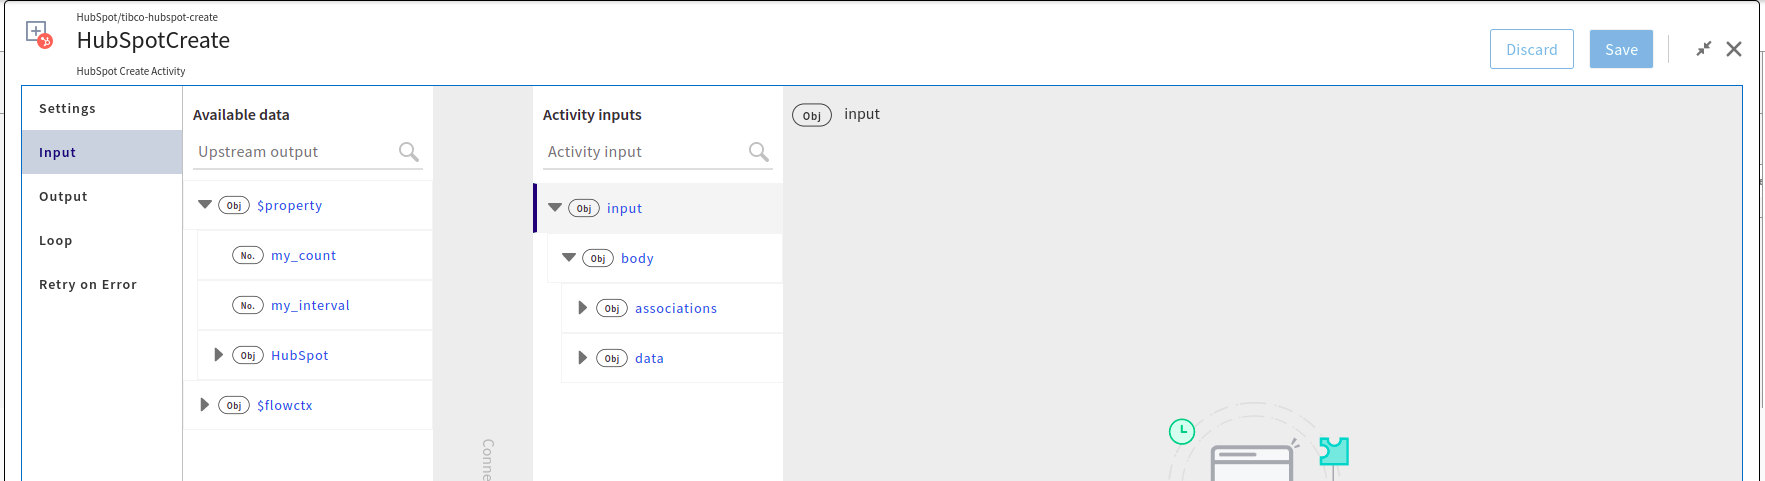 HubSpot/tibco-hubspot-create
HubSpotCreate
HubSpot Create Activity
Discard
Save
Settings
Input
Output
Loop
Retry on Error
Available data
Upstream output
Obj $property
No. my_count
No. my_interval
Obj HubSpot
Obj $flowctx
Conne
Activity inputs
Activity input
Obj input
Obj body
Obj associations
Obj data
Obj input